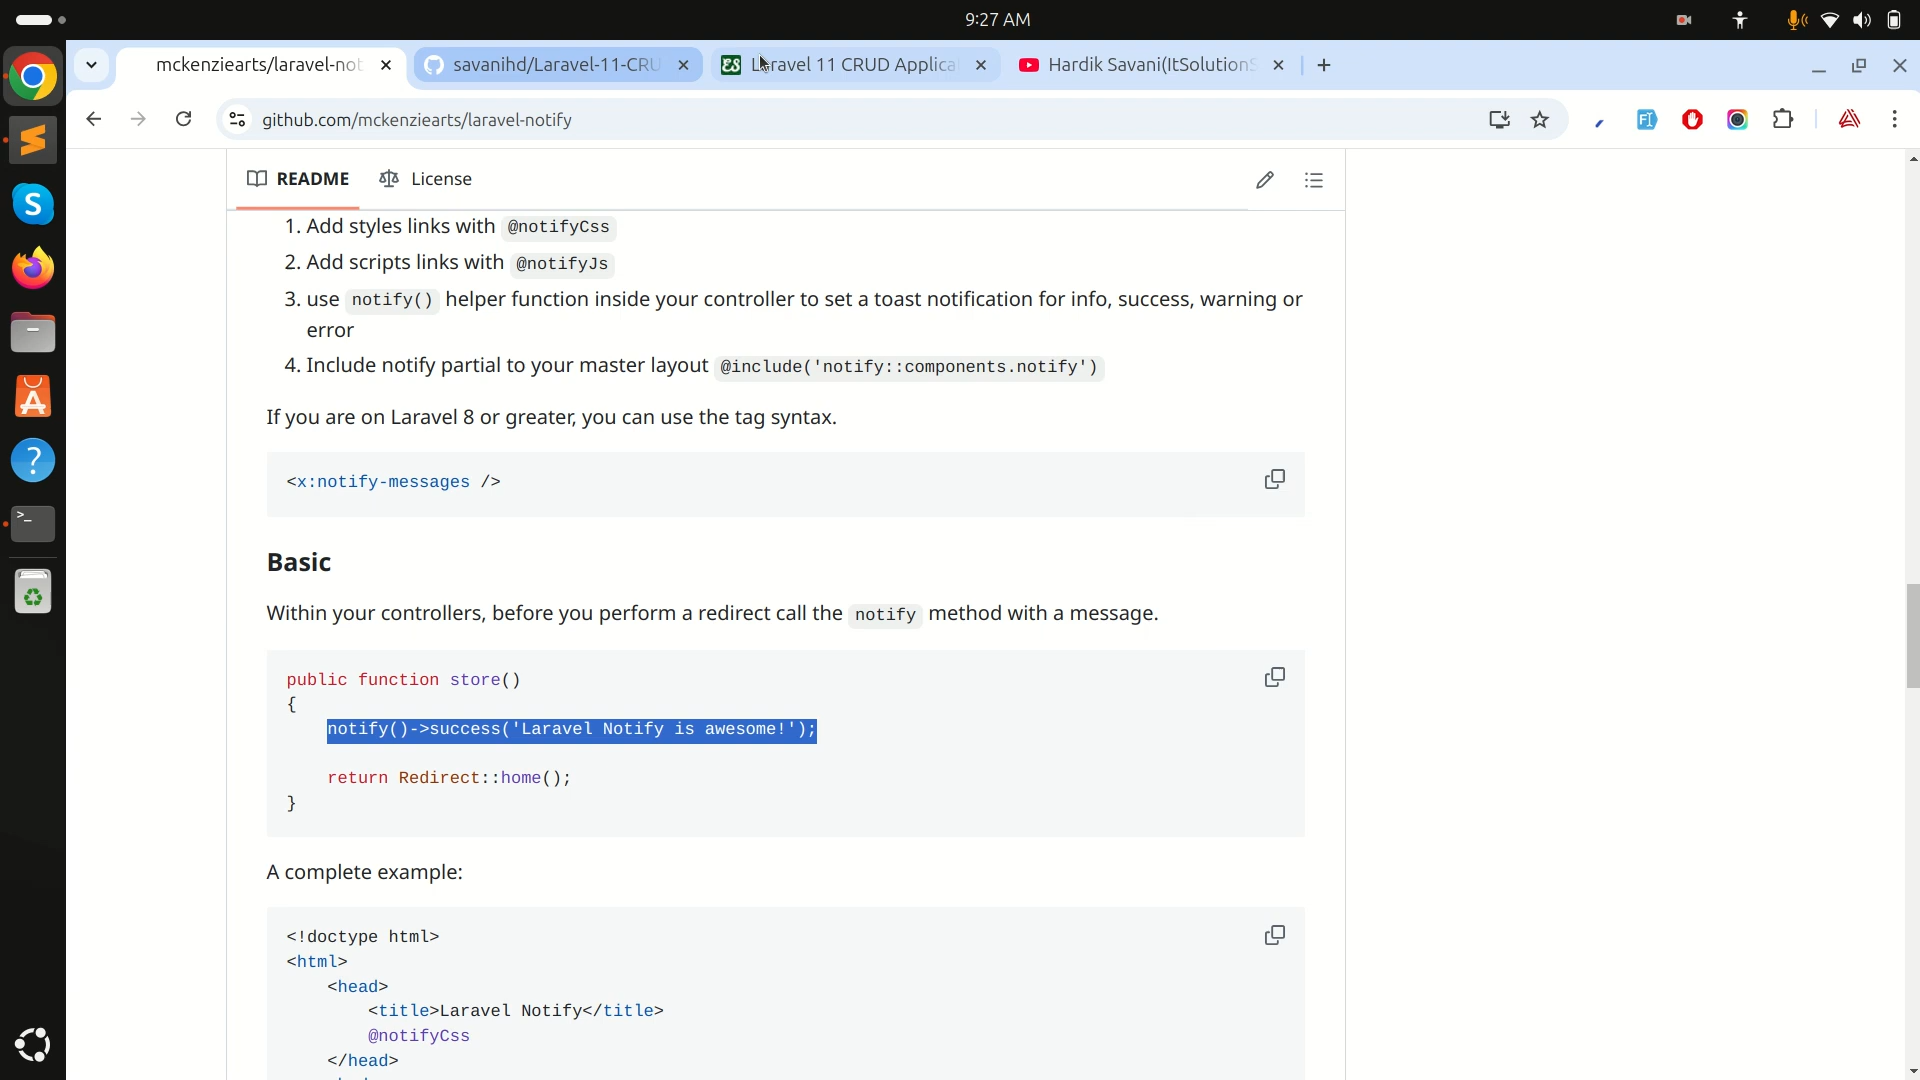 9:27 AM
mckenziearts/laravel-not
savanihd/Laravel-11-CRU
Laravel 11 CRUD Applica
Hardik Savani(ItSolution
github.com/mckenziearts/laravel-notify
README
License
1. Add styles links with @notifyCss
2. Add scripts links with @notifyJs
3. use notify() helper function inside your controller to set a toast notification for info, success, warning or
error
4. Include notify partial to your master layout @include('notify::components.notify')
If you are on Laravel 8 or greater, you can use the tag syntax.
<x:notify-messages />
Basic
Within your controllers, before you perform a redirect call the notify method with a message.
public function store()
{
notify()->success('Laravel Notify is awesome!');
return Redirect::home();
}
A complete example:
<!doctype html>
<html>
<head>
<title>Laravel Notify</title>
@notifyCss
</head>